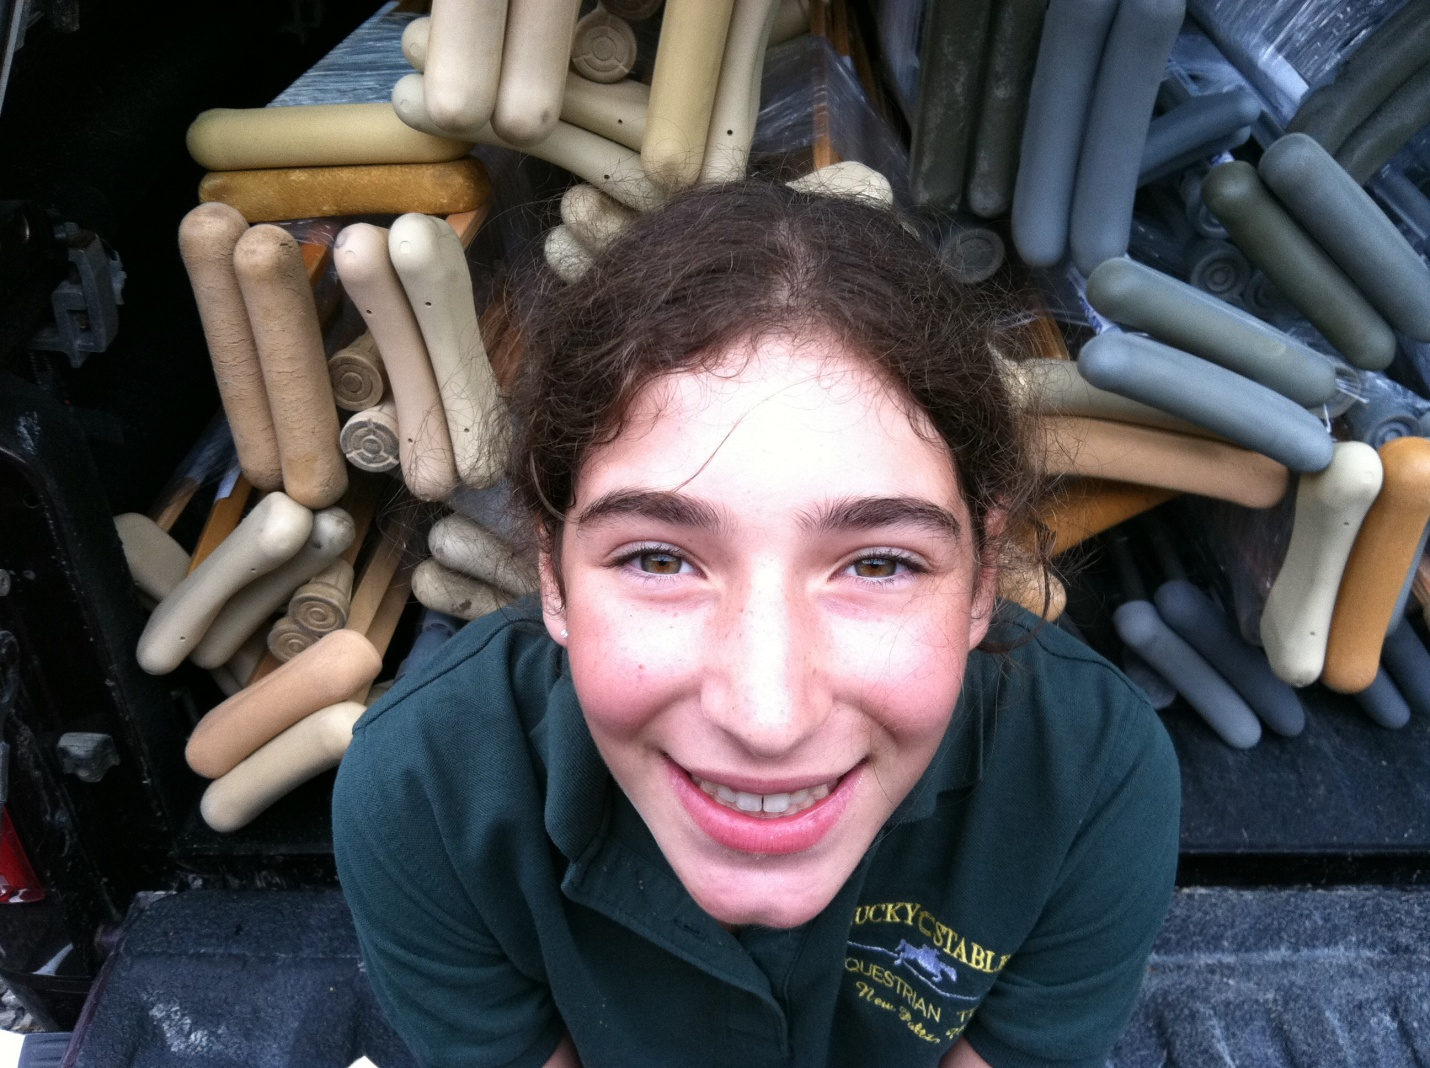 UCKY C STABLE
QUESTRIAN T
New Paltz,